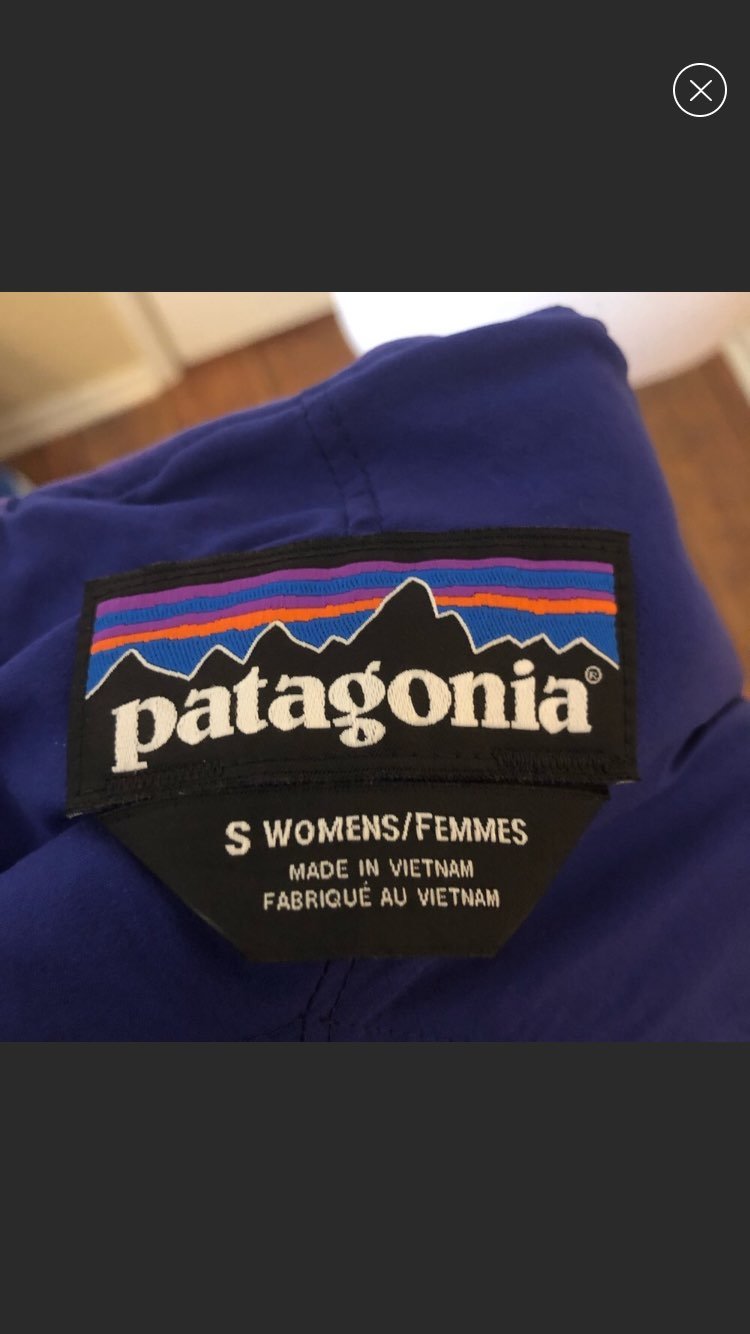 patagonia®
S WOMENS/FEMMES
MADE IN VIETNAM
FABRIQUÉ AU VIETNAM